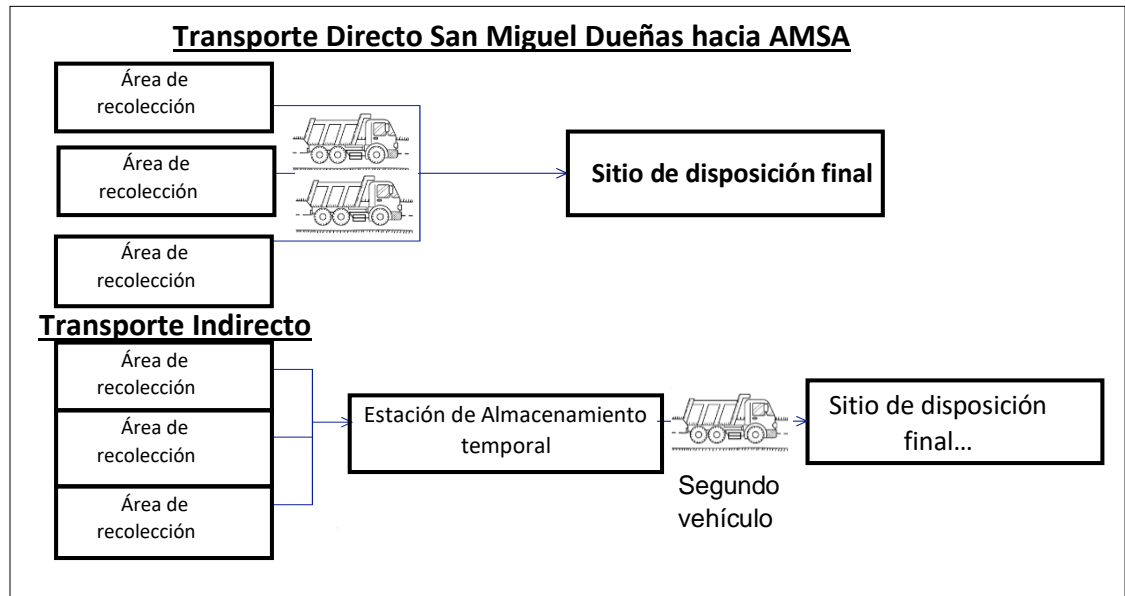 Transporte Directo San Miguel Dueñas hacia AMSA
Área de
recolección
Área de
recolección
Área de
recolección
Sitio de disposición final
Transporte Indirecto
Área de
recolección
Área de
recolección
Área de
recolección
Estación de Almacenamiento
temporal
Segundo
vehículo
Sitio de disposición
final...